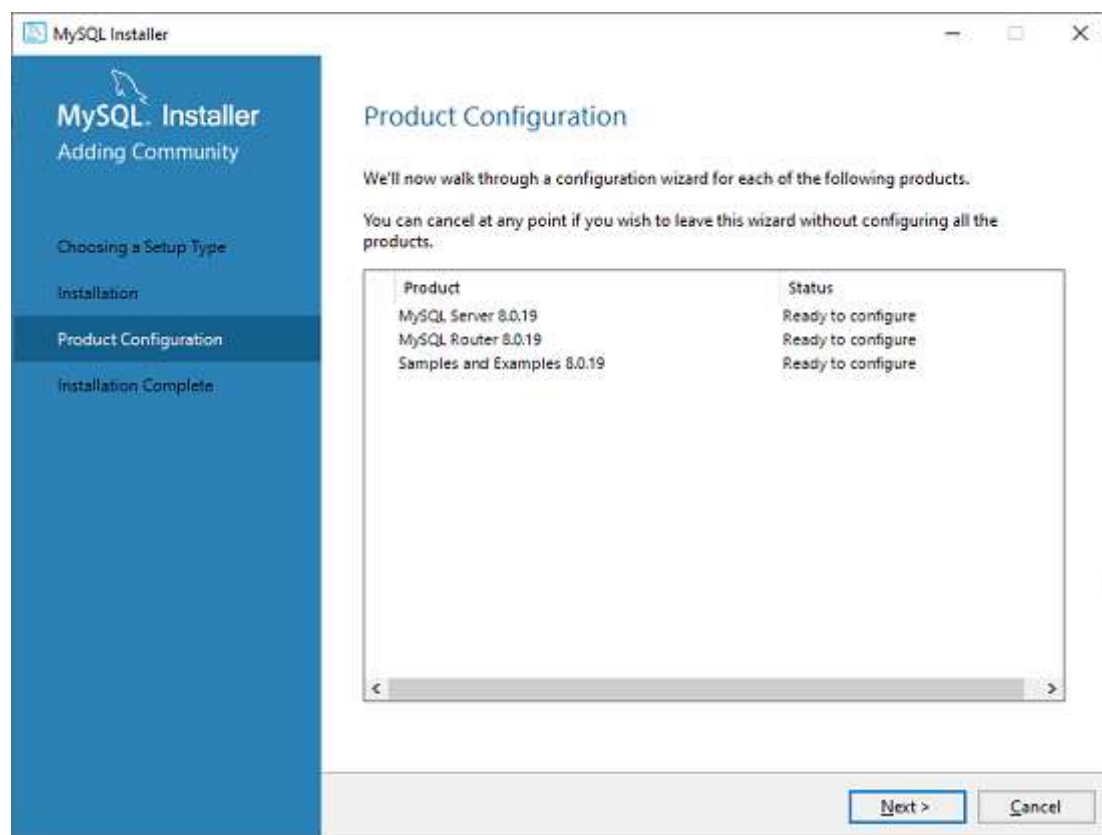 MySQL Installer
MySQL. Installer
Adding Community
Choosing a Setup Type
Installation
Product Configuration
Installation Complete
Product Configuration
We'll now walk through a configuration wizard for each of the following products.
You can cancel at any point if you wish to leave this wizard without configuring all the
products.
Product Status
MySQL Server 8.0.19 Ready to configure
MySQL Router 8.0.19 Ready to configure
Samples and Examples 8.0.19 Ready to configure
Next > Cancel